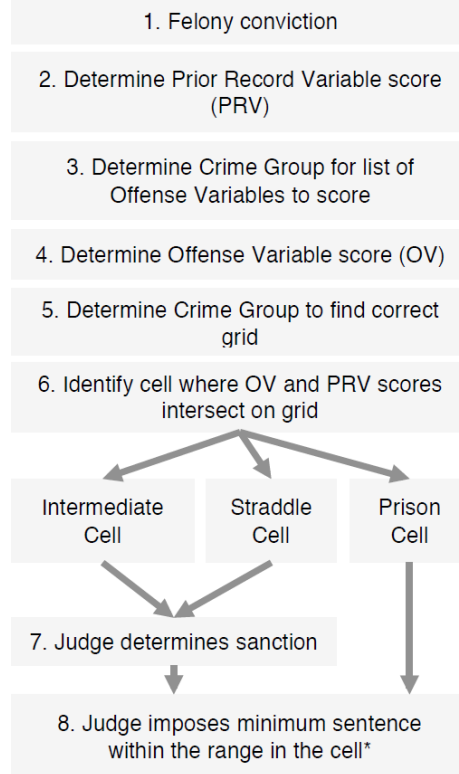 1. Felony conviction
2. Determine Prior Record Variable score
(PRV)
3. Determine Crime Group for list of
Offense Variables to score
4. Determine Offense Variable score (OV)
5. Determine Crime Group to find correct
grid
6. Identify cell where OV and PRV scores
intersect on grid
Intermediate
Cell
Straddle
Cell
Prison
Cell
7. Judge determines sanction
8. Judge imposes minimum sentence
within the range in the cell*